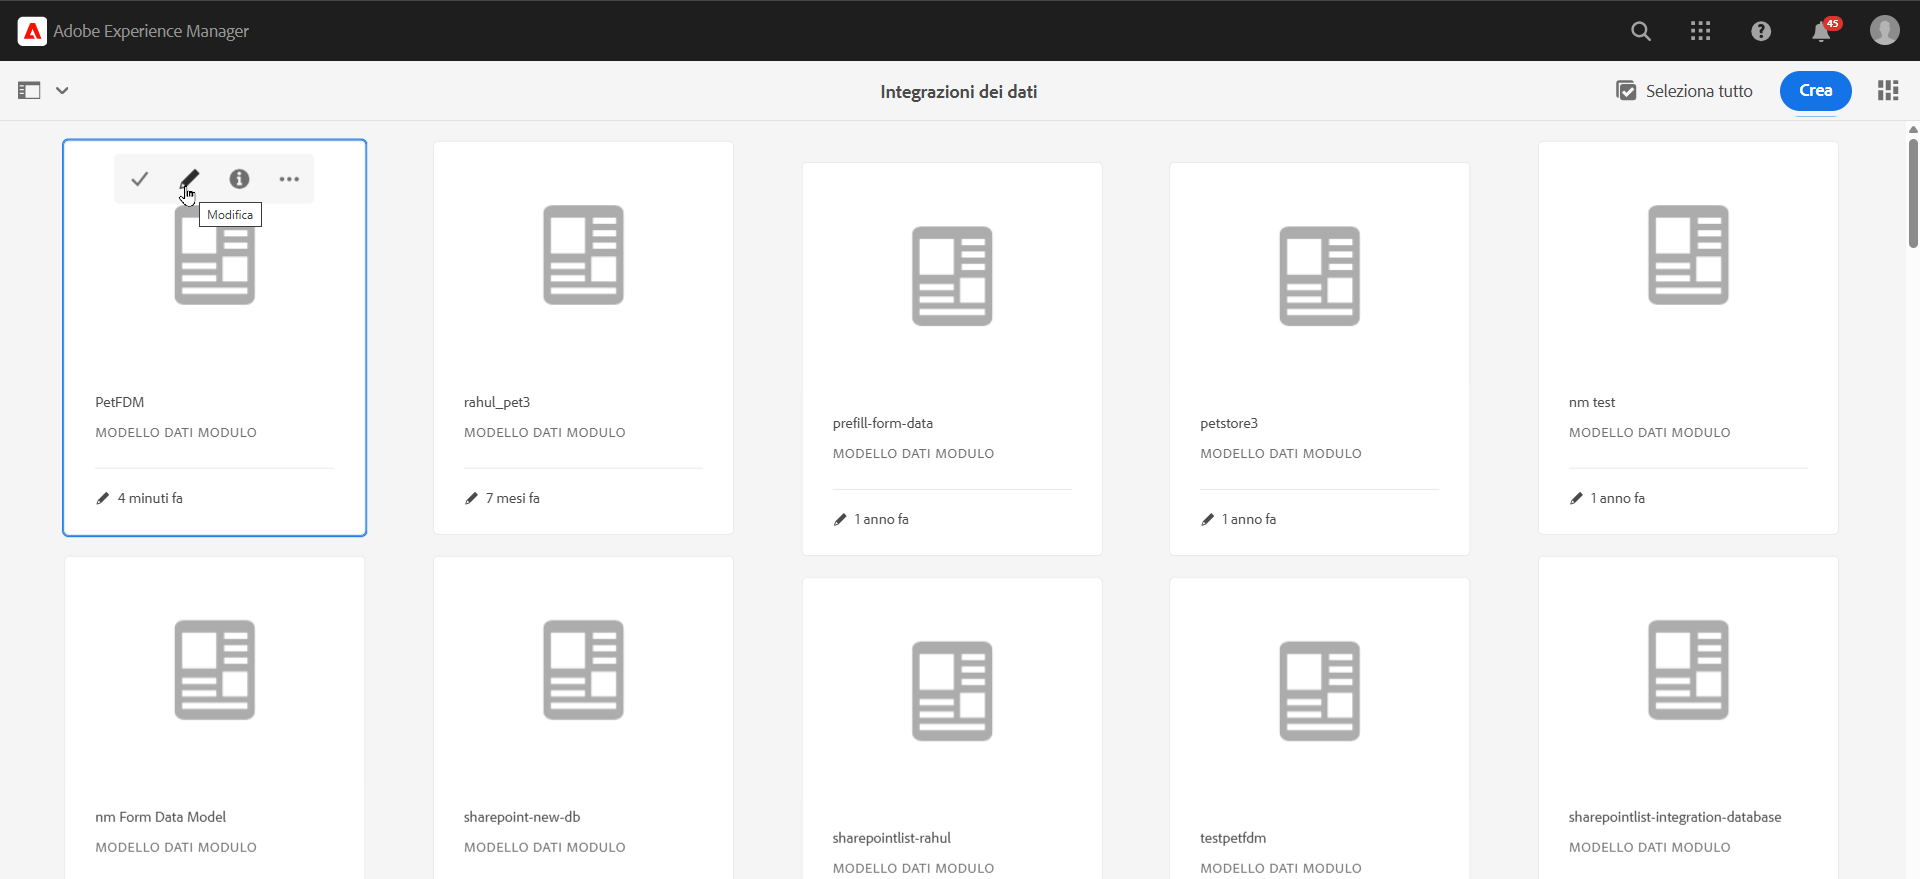 Adobe Experience Manager
45
Integrazioni dei dati
Seleziona tutto
Crea
Modifica
PetFDM
MODELLO DATI MODULO
4 minuti fa
rahul_pet3
MODELLO DATI MODULO
7 mesi fa
prefill-form-data
MODELLO DATI MODULO
1 anno fa
petstore3
MODELLO DATI MODULO
1 anno fa
nm test
MODELLO DATI MODULO
1 anno fa
nm Form Data Model
MODELLO DATI MODULO
sharepoint-new-db
MODELLO DATI MODULO
sharepointlist-rahul
MODELLO DATI MODULO
testpetfdm
MODELLO DATI MODULO
sharepointlist-integration-database
MODELLO DATI MODULO